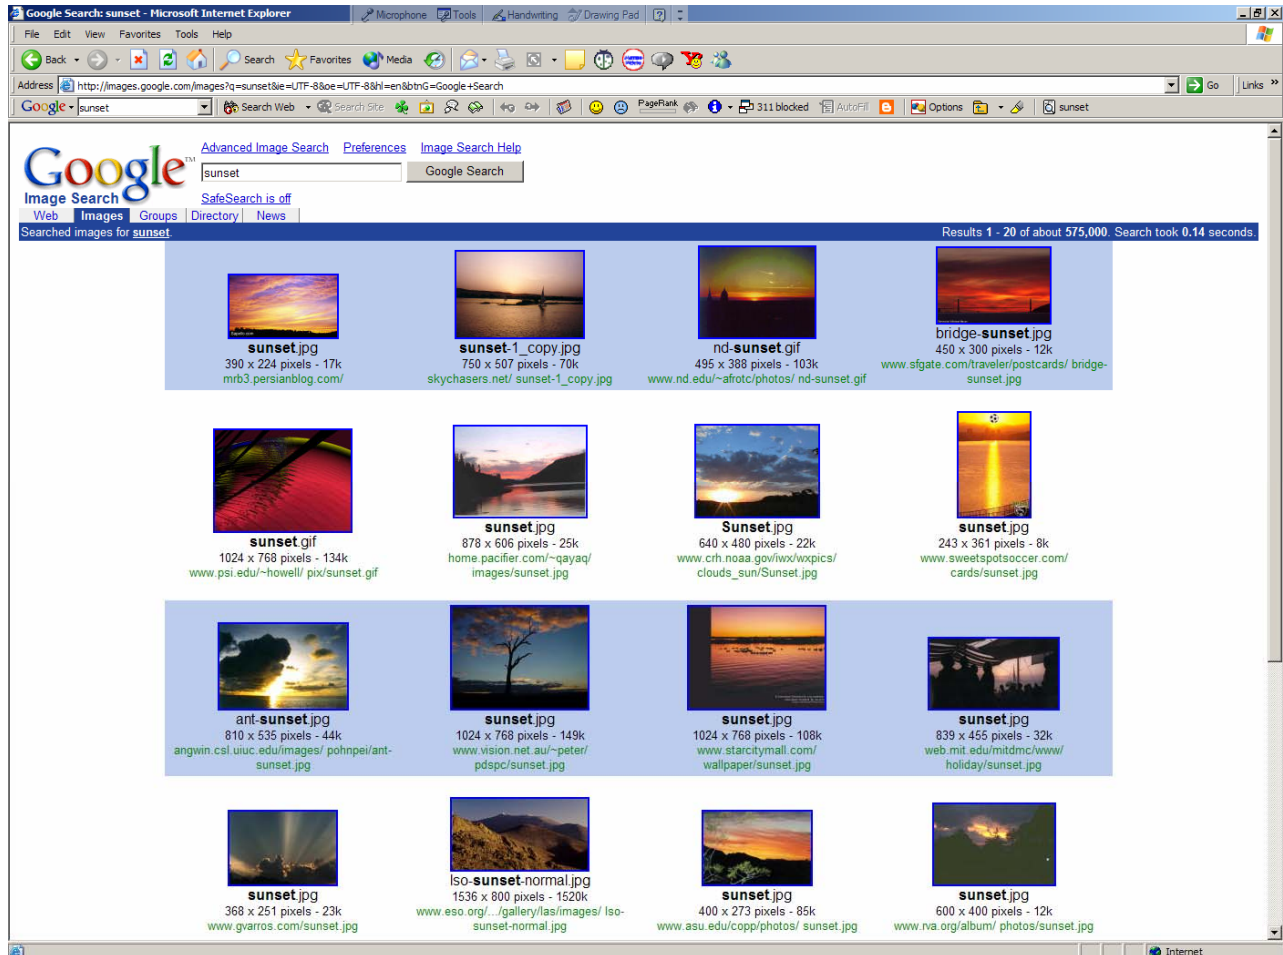 Google Search: sunset - Microsoft Internet Explorer
Microphone Tools Handwriting Drawing Pad ?
File Edit View Favorites Tools Help
Back Search Favorites Media
Address http://images.google.com/images?q=sunset&ie=UTF-8&oe=UTF-8&hl=en&btnG=Google+Search Go Links »
Google sunset Search Web Search Site PageRank 311 blocked AutoFill Options sunset
Advanced Image Search Preferences Image Search Help
Google™
sunset Google Search
Image Search SafeSearch is off
Web Images Groups Directory News
Searched images for sunset. Results 1 - 20 of about 575,000. Search took 0.14 seconds.
sunset.jpg
390 x 224 pixels - 17k
mrb3.persianblog.com/
sunset-1_copy.jpg
750 x 507 pixels - 70k
skychasers.net/ sunset-1_copy.jpg
nd-sunset.gif
495 x 388 pixels - 103k
www.nd.edu/~afrotc/photos/ nd-sunset.gif
bridge-sunset.jpg
450 x 300 pixels - 12k
www.sfgate.com/traveler/postcards/ bridge-
sunset.jpg
sunset.gif
1024 x 768 pixels - 134k
www.psi.edu/~howell/ pix/sunset.gif
sunset.jpg
878 x 606 pixels - 25k
home.pacifier.com/~qayaq/
images/sunset.jpg
Sunset.jpg
640 x 480 pixels - 22k
www.crh.noaa.gov/iwx/wxpics/
clouds_sun/Sunset.jpg
sunset.jpg
243 x 361 pixels - 8k
www.sweetspotsoccer.com/
cards/sunset.jpg
ant-sunset.jpg
810 x 535 pixels - 44k
angwin.csl.uiuc.edu/images/ pohnpei/ant-
sunset.jpg
sunset.jpg
1024 x 768 pixels - 149k
www.vision.net.au/~peter/
pdspc/sunset.jpg
sunset.jpg
1024 x 768 pixels - 108k
www.starcitymall.com/
wallpaper/sunset.jpg
sunset.jpg
839 x 455 pixels - 32k
web.mit.edu/mitdmc/www/
holiday/sunset.jpg
sunset.jpg
368 x 251 pixels - 23k
www.gvarros.com/sunset.jpg
lso-sunset-normal.jpg
1536 x 800 pixels - 1520k
www.eso.org/.../gallery/las/images/ lso-
sunset-normal.jpg
sunset.jpg
400 x 273 pixels - 85k
www.asu.edu/copp/photos/ sunset.jpg
sunset.jpg
600 x 400 pixels - 12k
www.rva.org/album/ photos/sunset.jpg
Internet